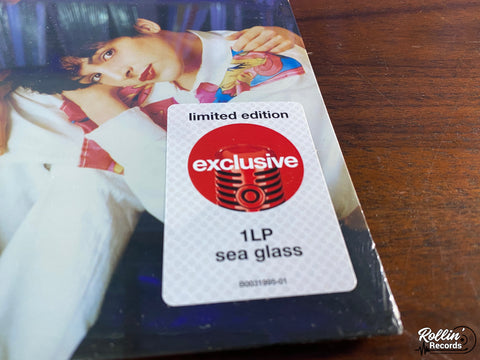 limited edition
exclusive
1LP
sea glass
B0031995-01
Rollin'
Records